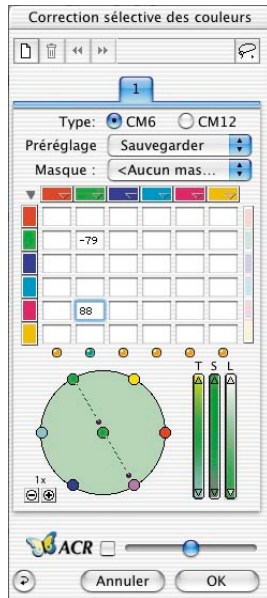 Correction sélective des couleurs
1
Type: CM6 CM12
Préréglage Sauvegarder
Masque : <Aucun mas...
-79
88
T S L
1x
ACR
Annuler OK